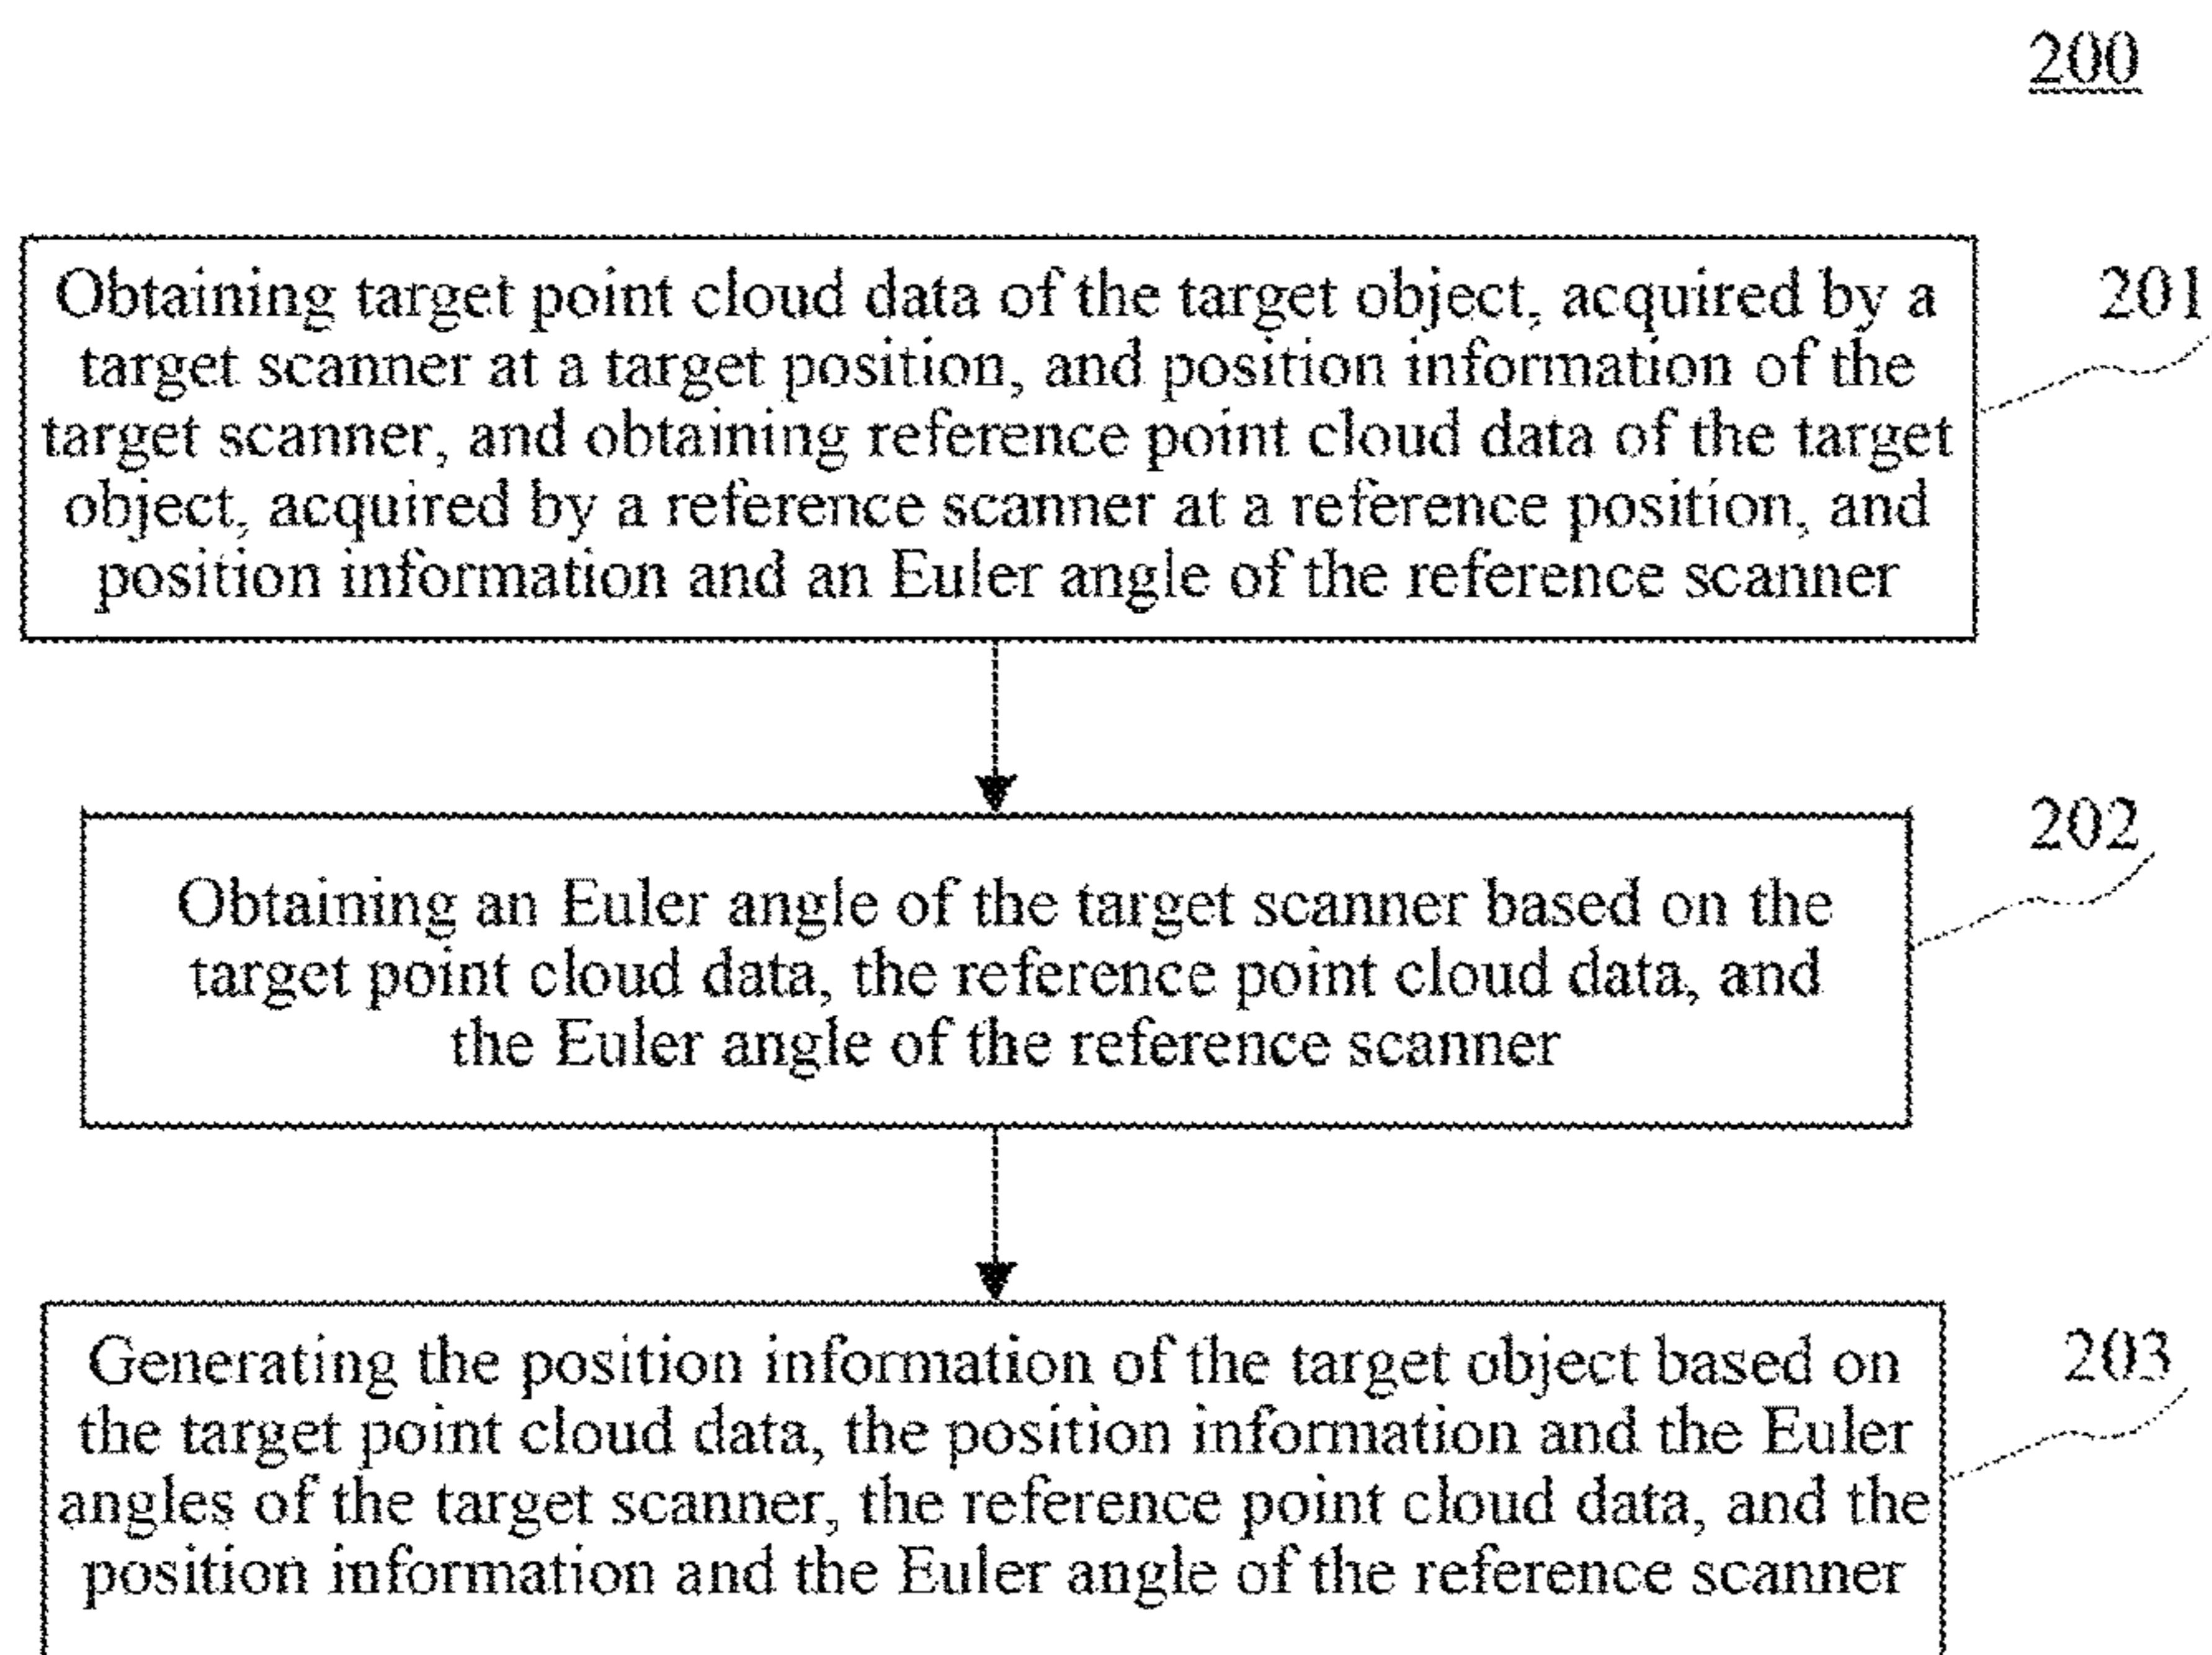 200
Obtaining target point cloud data of the target object, acquired by a
target scanner at a target position, and position information of the
target scanner, and obtaining reference point cloud data of the target
object, acquired by a reference scanner at a reference position, and
position information and an Euler angle of the reference scanner
201
Obtaining an Euler angle of the target scanner based on the
target point cloud data, the reference point cloud data, and
the Euler angle of the reference scanner
202
Generating the position information of the target object based on
the target point cloud data, the position information and the Euler
angles of the target scanner, the reference point cloud data, and the
position information and the Euler angle of the reference scanner
203